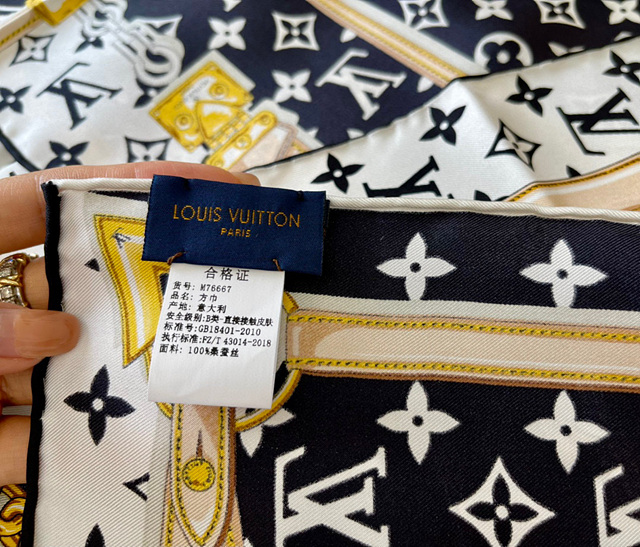 LOUIS VUITTON
PARIS
合格证
货号: M76667
品名: 方巾
产地: 意大利
安全级别:B类-直接接触皮肤
标准号:GB18401-2010
执行标准:FZ/T 43014-2018
面料: 100%桑蚕丝